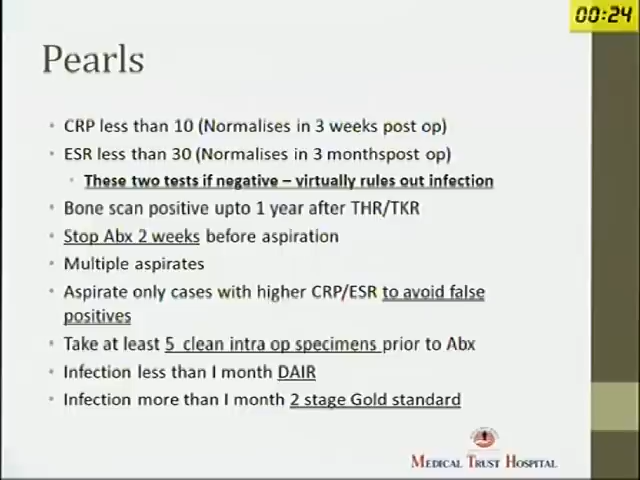 00:24
Pearls
• CRP less than 10 (Normalises in 3 weeks post op)
• ESR less than 30 (Normalises in 3 monthspost op)
• These two tests if negative – virtually rules out infection
• Bone scan positive upto 1 year after THR/TKR
• Stop Abx 2 weeks before aspiration
• Multiple aspirates
• Aspirate only cases with higher CRP/ESR to avoid false
positives
• Take at least 5 clean intra op specimens prior to Abx
• Infection less than I month DAIR
• Infection more than I month 2 stage Gold standard
MEDICAL TRUST HOSPITAL